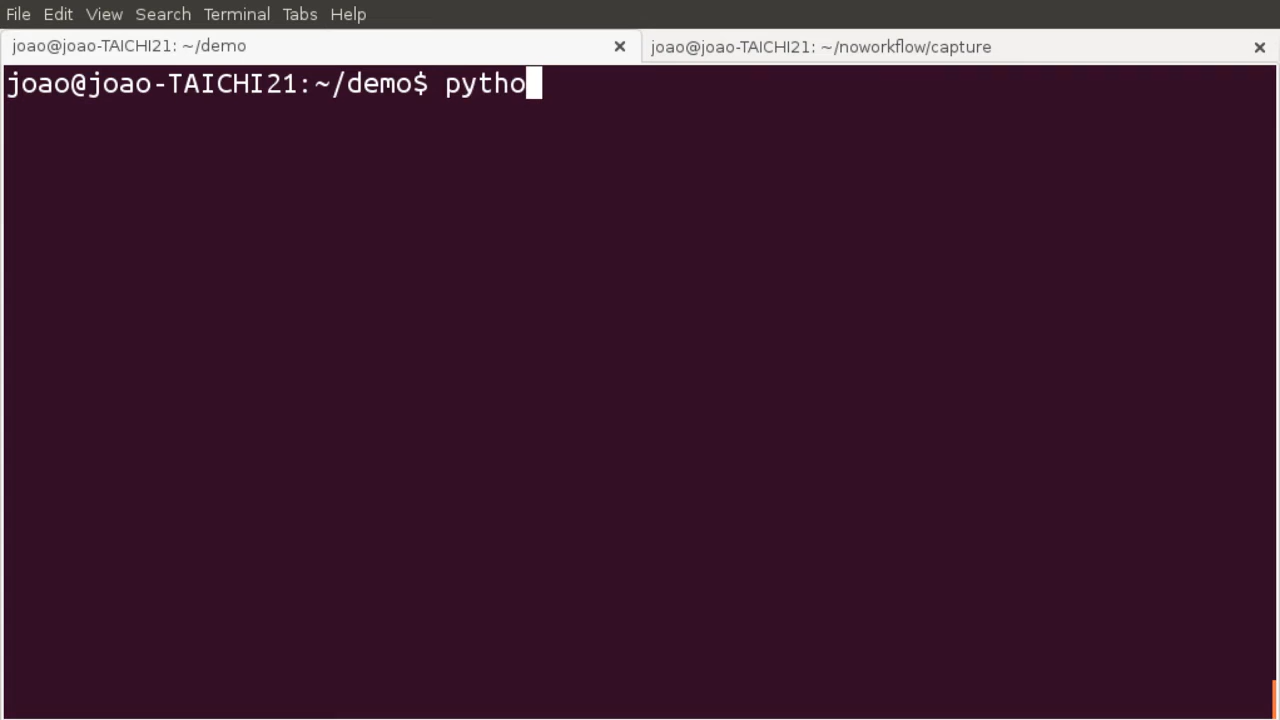 File Edit View Search Terminal Tabs Help
joao@joao-TAICHI21: ~/demo × joao@joao-TAICHI21: ~/noworkflow/capture ×
joao@joao-TAICHI21:~/demo$ pytho